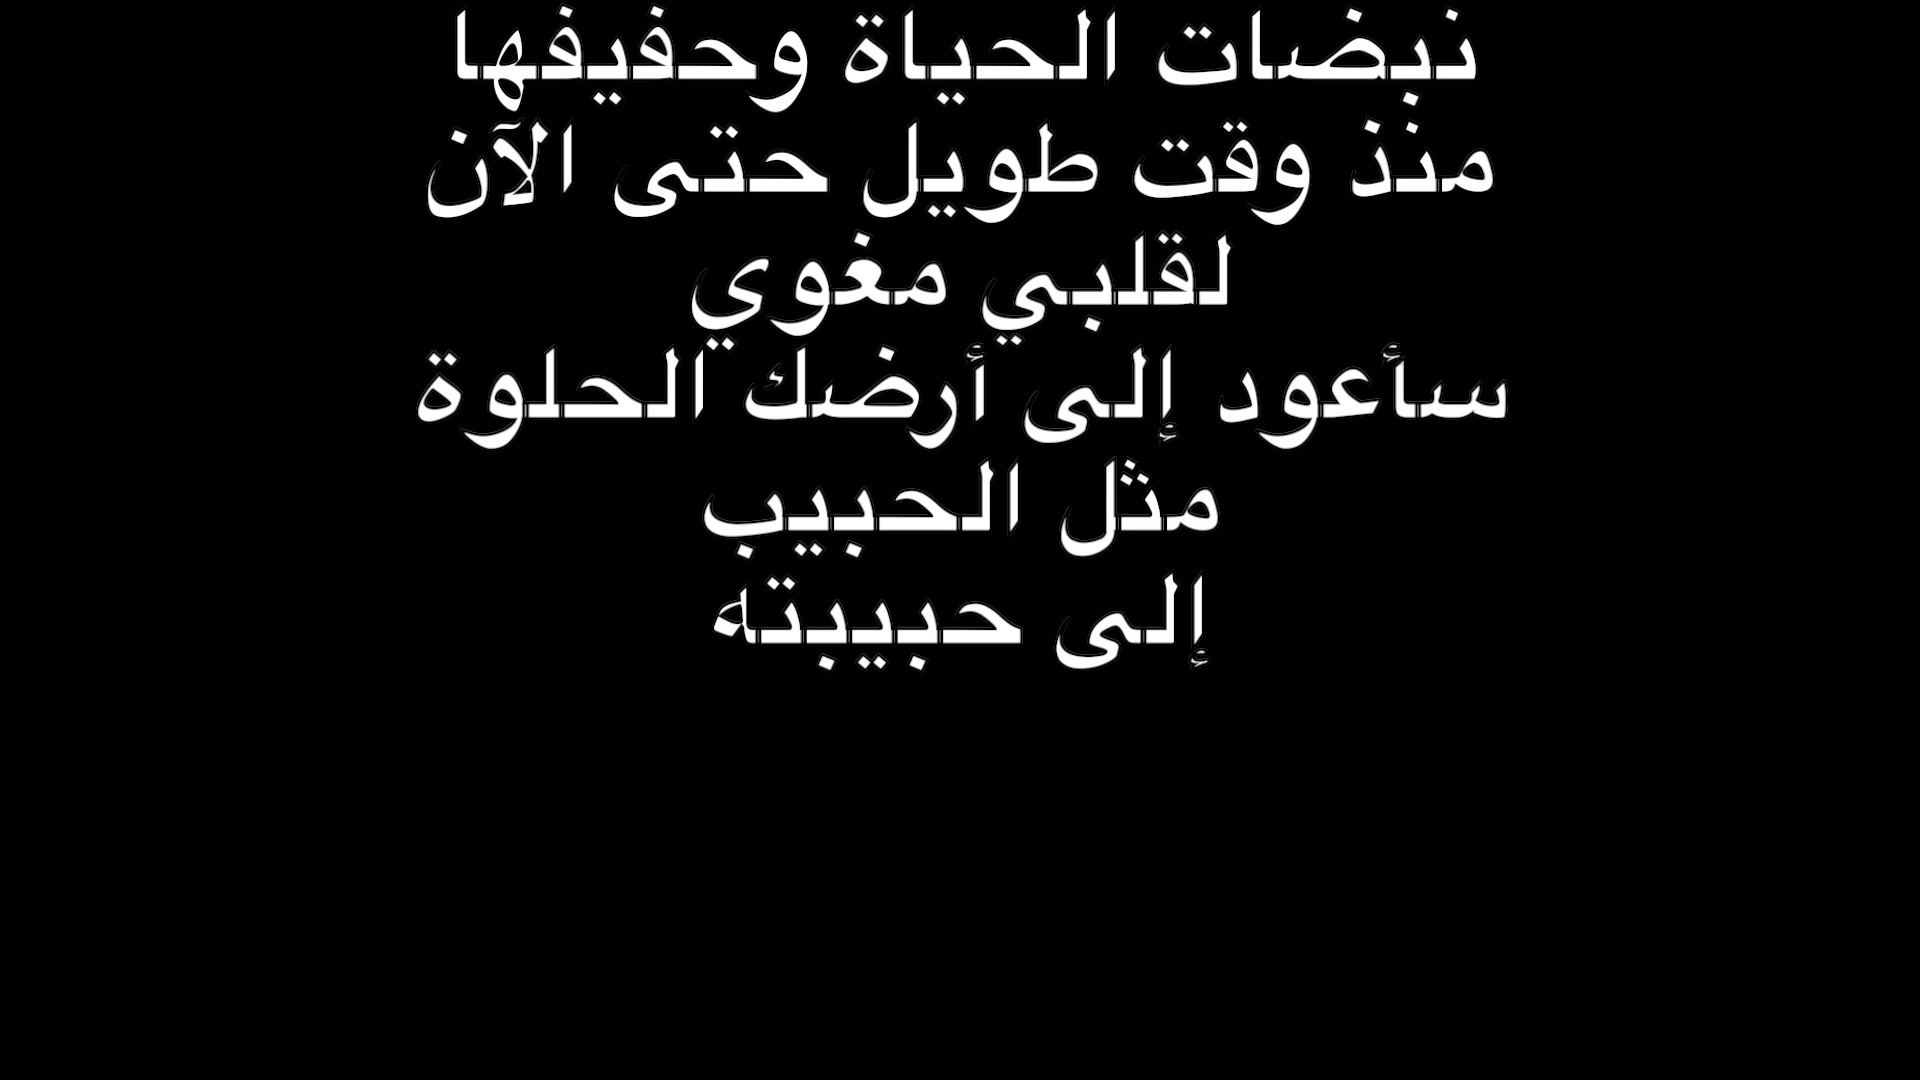 نبضات الحياة وحفيفها
منذ وقت طويل حتى الآن
لقلبي مغوي
سأعود إلى أرضك الحلوة
مثل الحبيب
إلى حبيبته